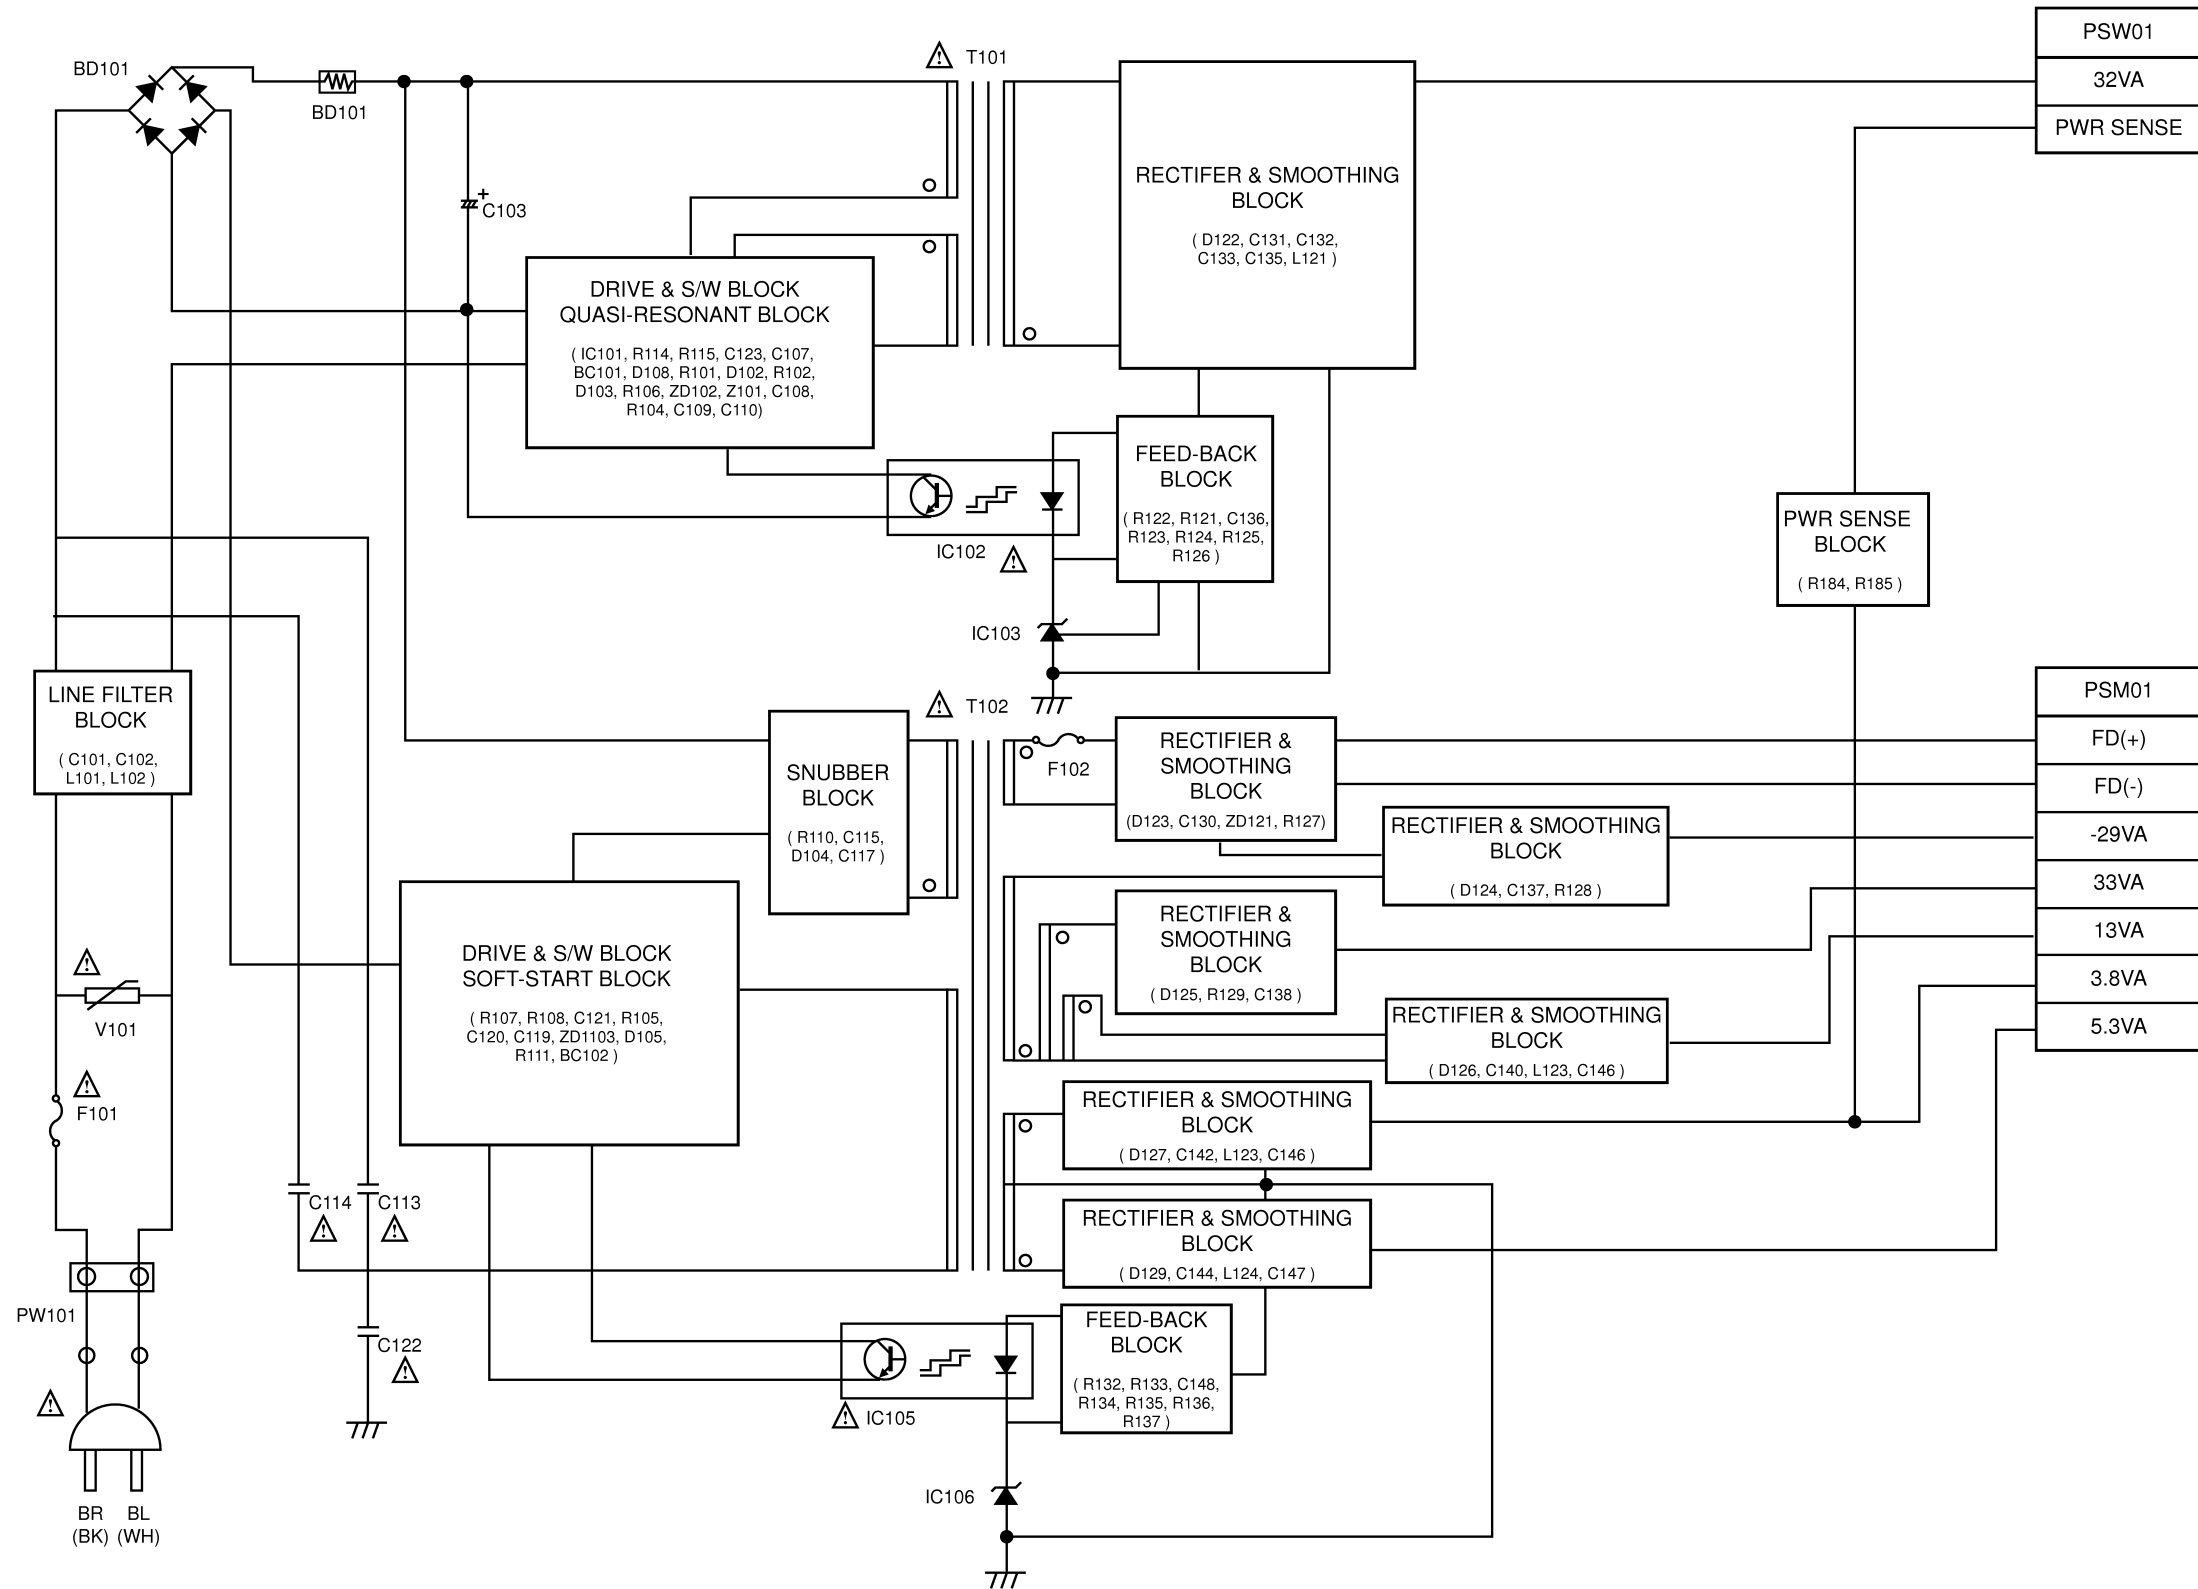 BD101
BD101
C103
T101
RECTIFER & SMOOTHING
BLOCK
( D122, C131, C132,
C133, C135, L121 )
PSW01
32VA
PWR SENSE
DRIVE & S/W BLOCK
QUASI-RESONANT BLOCK
( IC101, R114, R115, C123, C107,
BC101, D108, R101, D102, R102,
D103, R106, ZD102, Z101, C108,
R104, C109, C110)
+
IC102
FEED-BACK
BLOCK
( R122, R121, C136,
R123, R124, R125,
R126 )
IC103
PWR SENSE
BLOCK
( R184, R185 )
LINE FILTER
BLOCK
( C101, C102,
L101, L102 )
T102
SNUBBER
BLOCK
( R110, C115,
D104, C117 )
F102
RECTIFIER &
SMOOTHING
BLOCK
(D123, C130, ZD121, R127)
RECTIFIER & SMOOTHING
BLOCK
( D124, C137, R128 )
PSM01
FD(+)
FD(-)
-29VA
33VA
13VA
3.8VA
5.3VA
DRIVE & S/W BLOCK
SOFT-START BLOCK
( R107, R108, C121, R105,
C120, C119, ZD1103, D105,
R111, BC102 )
RECTIFIER &
SMOOTHING
BLOCK
( D125, R129, C138 )
RECTIFIER & SMOOTHING
BLOCK
( D126, C140, L123, C146 )
V101
F101
RECTIFIER & SMOOTHING
BLOCK
( D127, C142, L123, C146 )
C114
C113
RECTIFIER & SMOOTHING
BLOCK
( D129, C144, L124, C147 )
PW101
C122
FEED-BACK
BLOCK
( R132, R133, C148,
R134, R135, R136,
R137 )
IC105
IC106
BR
(BK)
BL
(WH)